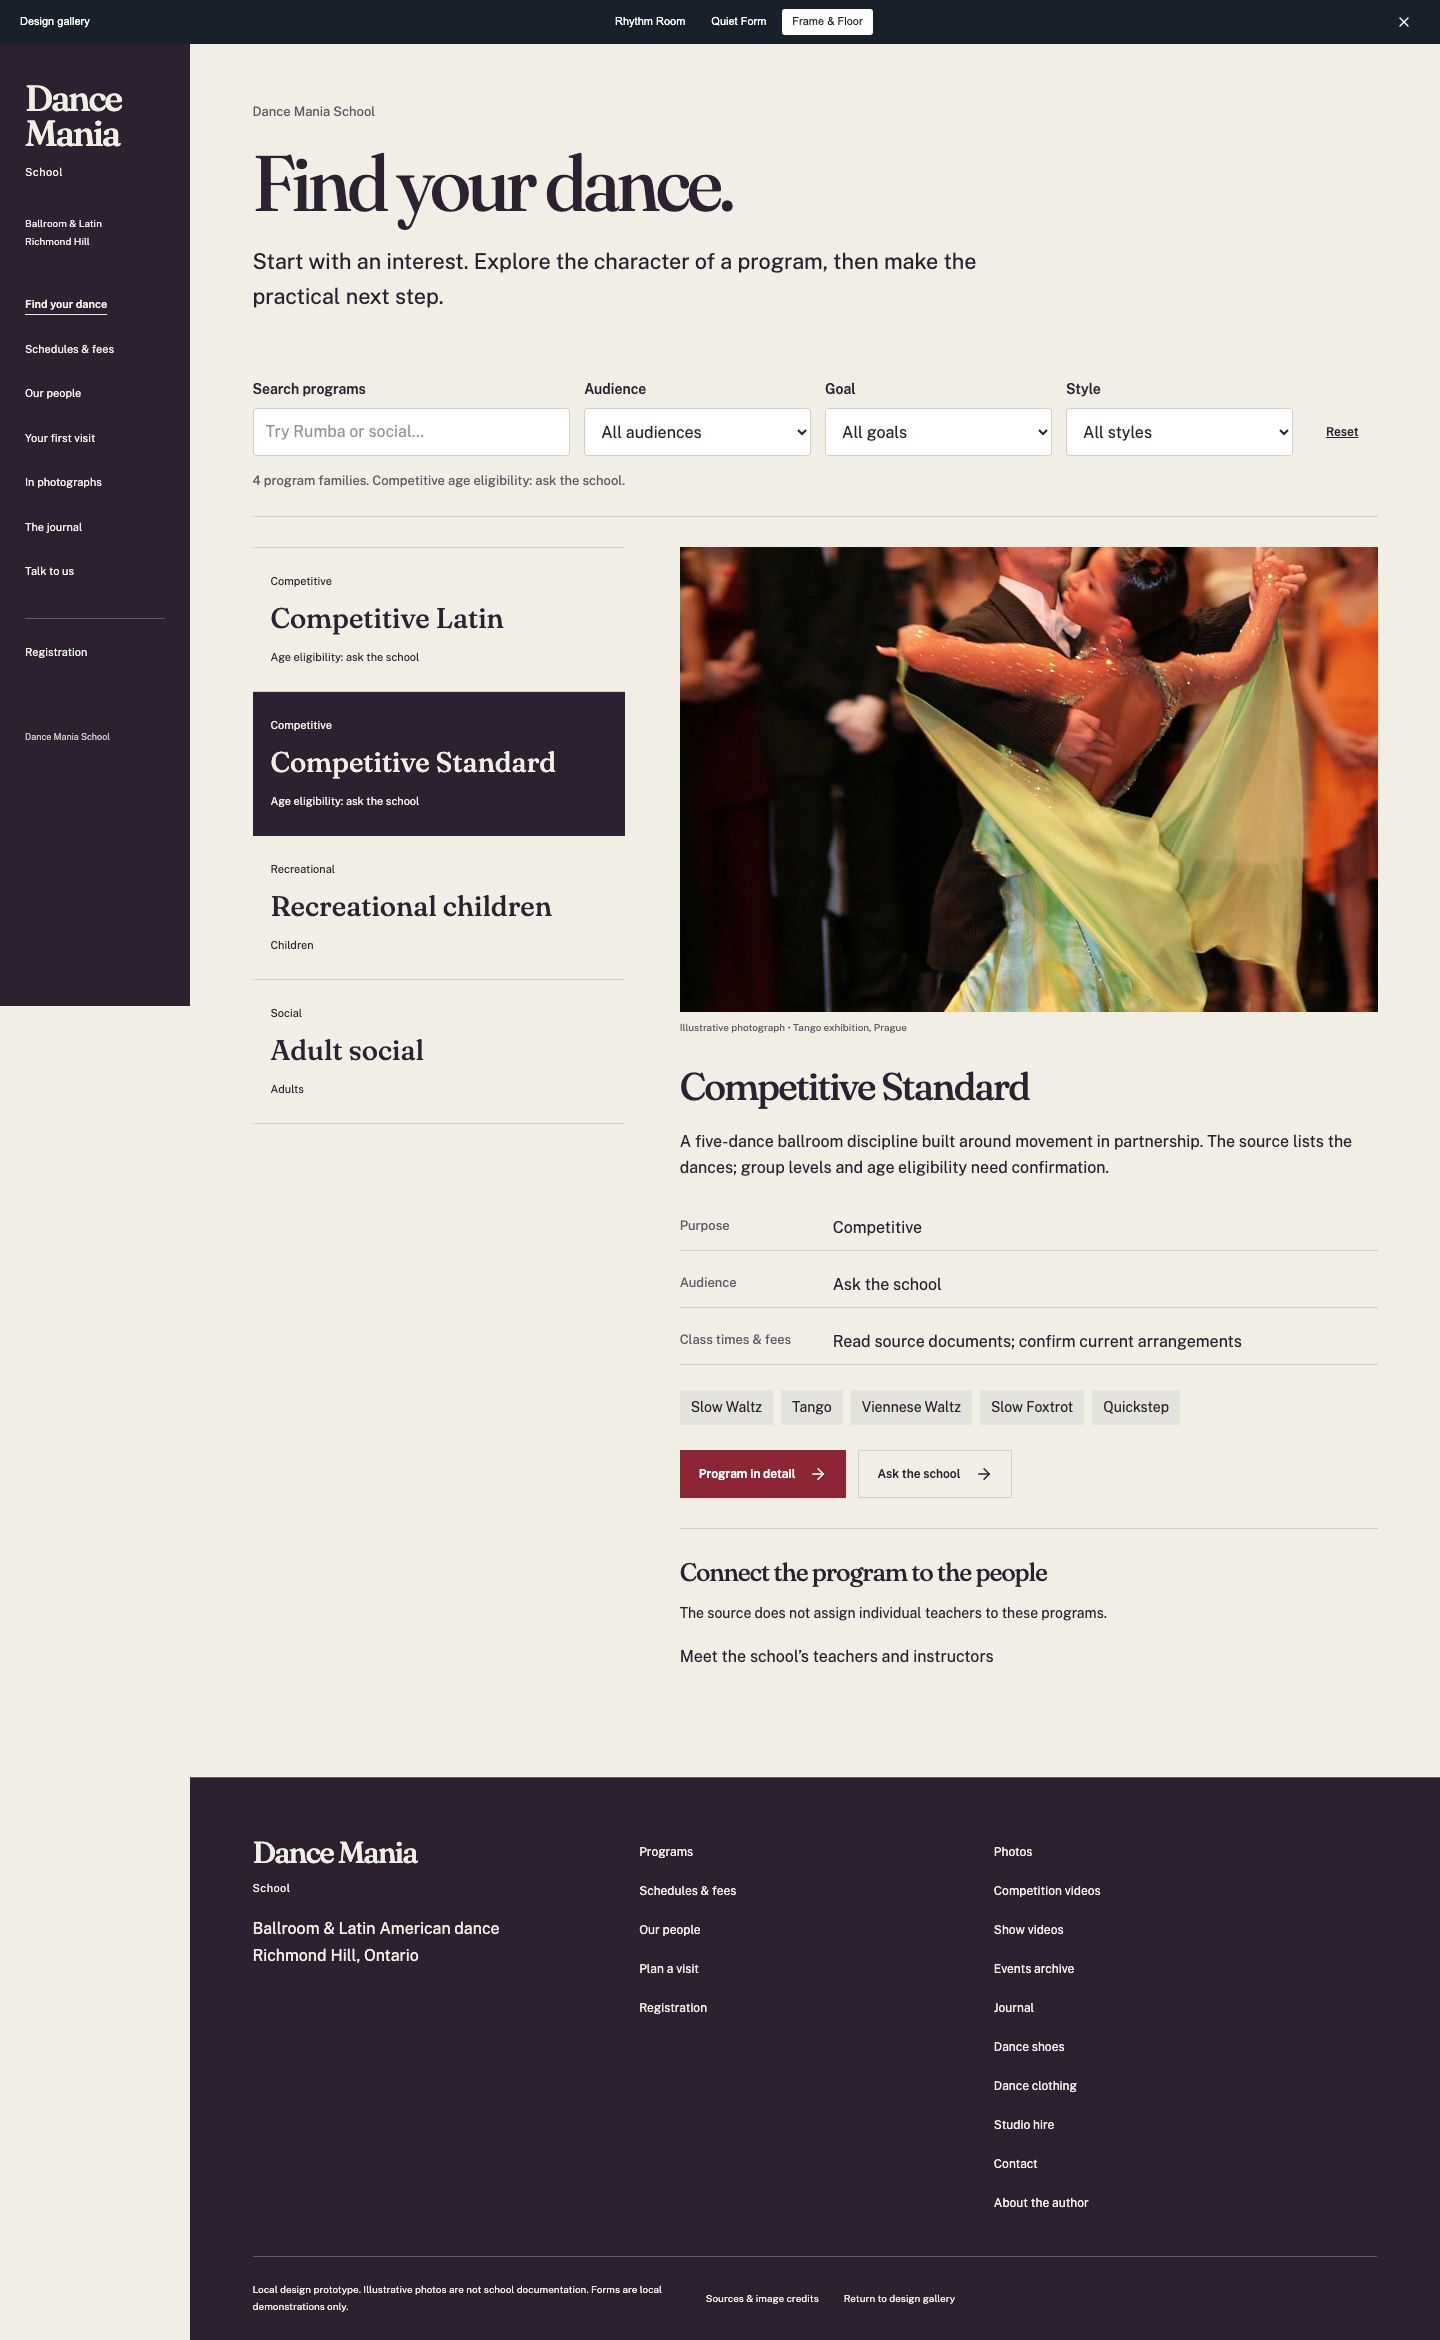 Design gallery
Rhythm Room
Quiet Form
Frame & Floor
Dance
Mania
School
Ballroom & Latin
Richmond Hill
Find your dance
Schedules & fees
Our people
Your first visit
In photographs
The journal
Talk to us
Registration
Dance Mania School
Dance Mania School
Find your dance.
Start with an interest. Explore the character of a program, then make the
practical next step.
Search programs
Audience
Goal
Style
Try Rumba or social...
All audiences
All goals
All styles
Reset
4 program families. Competitive age eligibility: ask the school.
Competitive
Competitive Latin
Age eligibility: ask the school
Competitive
Competitive Standard
Age eligibility: ask the school
Recreational
Recreational children
Children
Social
Adult social
Adults
Illustrative photograph • Tango exhibition, Prague
Competitive Standard
A five-dance ballroom discipline built around movement in partnership. The source lists the
dances; group levels and age eligibility need confirmation.
Purpose
Competitive
Audience
Ask the school
Class times & fees
Read source documents; confirm current arrangements
Slow Waltz
Tango
Viennese Waltz
Slow Foxtrot
Quickstep
Program in detail
Ask the school
Connect the program to the people
The source does not assign individual teachers to these programs.
Meet the school’s teachers and instructors
Dance Mania
School
Ballroom & Latin American dance
Richmond Hill, Ontario
Programs
Schedules & fees
Our people
Plan a visit
Registration
Photos
Competition videos
Show videos
Events archive
Journal
Dance shoes
Dance clothing
Studio hire
Contact
About the author
Local design prototype. Illustrative photos are not school documentation. Forms are local
demonstrations only.
Sources & image credits
Return to design gallery